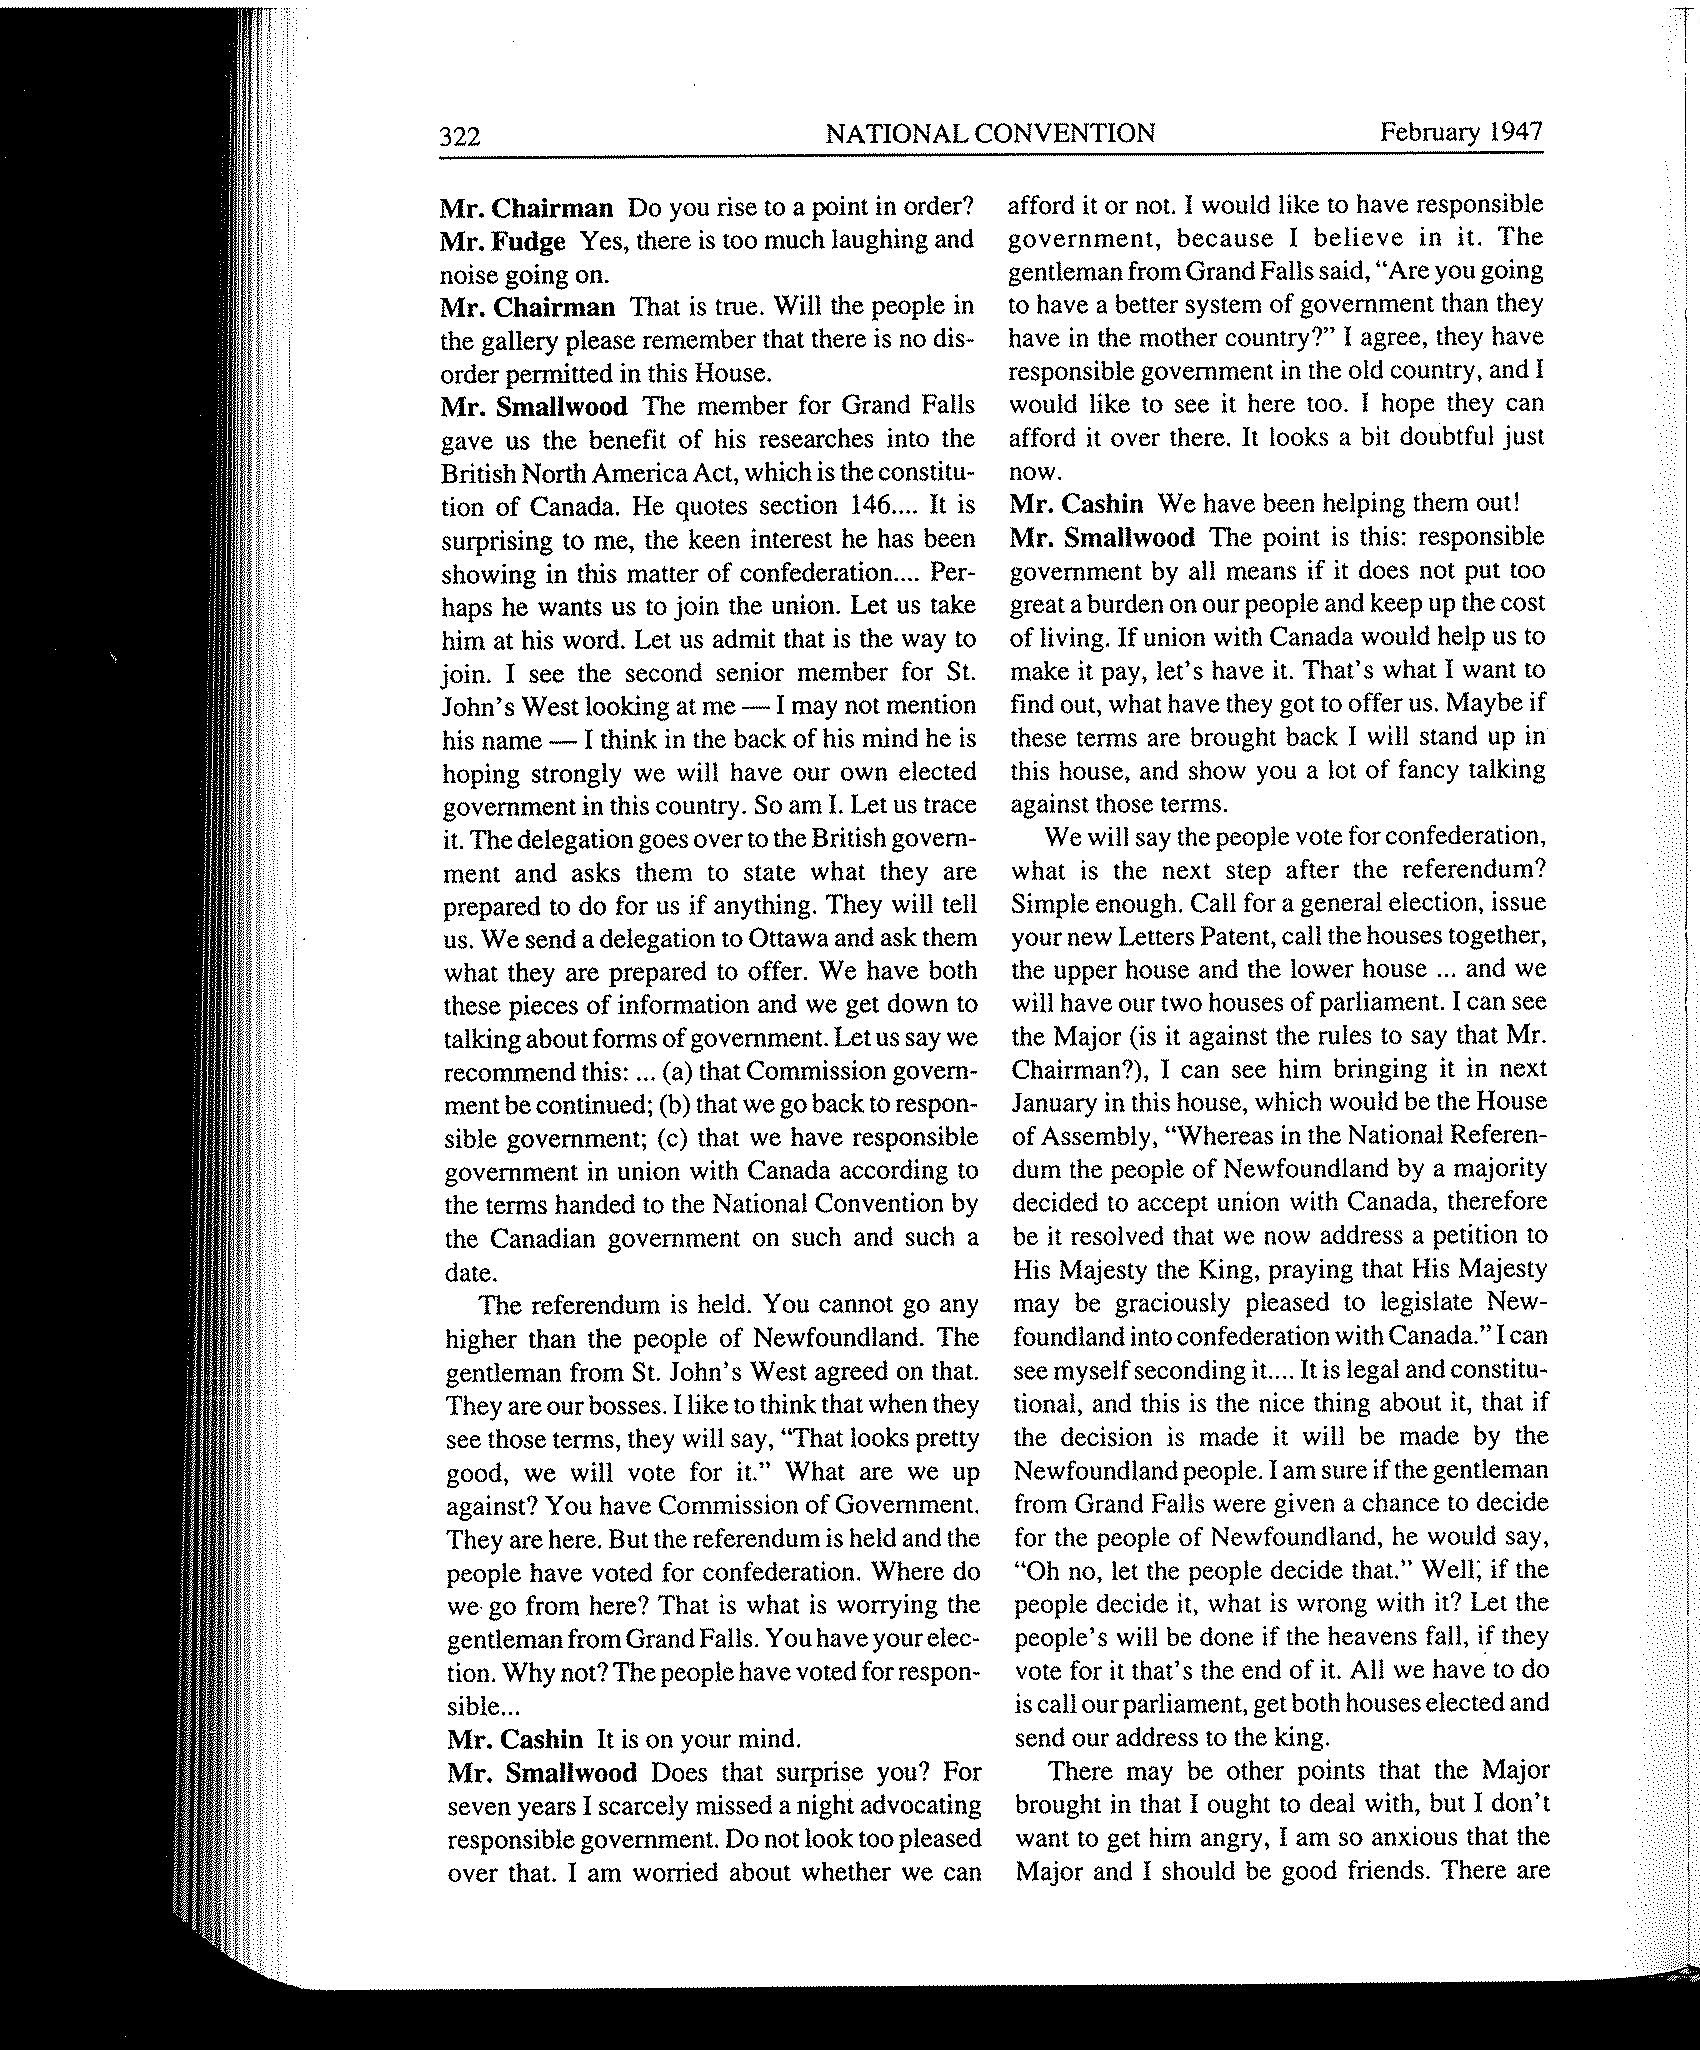 322 NATIONAL CONVENTION February 1947
Mr. Chairman Do you rise to a point in order?
Mr. Fudge Yes, there is too much laughing and
noise going on.
Mr. Chairman That is true. Will the people in
the gallery please remember that there is no dis-
order permitted in this House.
Mr. Smallwood The member for Grand Falls
gave us the benefit of his researches into the
British North America Act, which is the constitu-
tion of Canada. He quotes section 146.... It is
surprising to me, the keen interest he has been
showing in this matter of confederation.... Per-
haps he wants us to join the union. Let us take
him at his word. Let us admit that is the way to
join. I see the second senior member for St.
John's West looking at me — I may not mention
his name — I think in the back of his mind he is
hoping strongly we will have our own elected
government in this country. So am I. Let us trace
it. The delegation goes over to the British govern-
ment and asks them to state what they are
prepared to do for us if anything. They will tell
us. We send a delegation to Ottawa and ask them
what they are prepared to offer. We have both
these pieces of information and we get down to
talking about forms of government. Let us say we
recommend this: ... (a) that Commission govern-
ment be continued; (b) that we go back to respon-
sible government; (c) that we have responsible
government in union with Canada according to
the terms handed to the National Convention by
the Canadian government on such and such a
date.
The referendum is held. You cannot go any
higher than the people of Newfoundland. The
gentleman from St. John's West agreed on that.
They are our bosses. I like to think that when they
see those terms, they will say, "That looks pretty
good, we will vote for it." What are we up
against? You have Commission of Government.
They are here. But the referendum is held and the
people have voted for confederation. Where do
we go from here? That is what is worrying the
gentleman from Grand Falls. You have your elec-
tion. Why not? The people have voted for respon-
sible...
Mr. Cashin It is on your mind.
Mr. Smallwood Does that surprise you? For
seven years I scarcely missed a night advocating
responsible government. Do not look too pleased
over that. I am worried about whether we can
afford it or not. I would like to have responsible
government, because I believe in it. The
gentleman from Grand Falls said, "Are you going
to have a better system of government than they
have in the mother country?" I agree, they have
responsible government in the old country, and I
would like to see it here too. I hope they can
afford it over there. It looks a bit doubtful just
now.
Mr. Cashin We have been helping them out!
Mr. Smallwood The point is this: responsible
government by all means if it does not put too
great a burden on our people and keep up the cost
of living. If union with Canada would help us to
make it pay, let's have it. That's what I want to
find out, what have they got to offer us. Maybe if
these terms are brought back I will stand up in
this house, and show you a lot of fancy talking
against those terms.
We will say the people vote for confederation,
what is the next step after the referendum?
Simple enough. Call for a general election, issue
your new Letters Patent, call the houses together,
the upper house and the lower house ... and we
will have our two houses of parliament. I can see
the Major (is it against the rules to say that Mr.
Chairman?), I can see him bringing it in next
January in this house, which would be the House
of Assembly, "Whereas in the National Referen-
dum the people of Newfoundland by a majority
decided to accept union with Canada, therefore
be it resolved that we now address a petition to
His Majesty the King, praying that His Majesty
may be graciously pleased to legislate New-
foundland into confederation with Canada." I can
see myself seconding it.... It is legal and constitu-
tional, and this is the nice thing about it, that if
the decision is made it will be made by the
Newfoundland people. I am sure if the gentleman
from Grand Falls were given a chance to decide
for the people of Newfoundland, he would say,
"Oh no, let the people decide that." Well, if the
people decide it, what is wrong with it? Let the
people's will be done if the heavens fall, if they
vote for it that's the end of it. All we have to do
is call our parliament, get both houses elected and
send our address to the king.
There may be other points that the Major
brought in that I ought to deal with, but I don't
want to get him angry, I am so anxious that the
Major and I should be good friends. There are